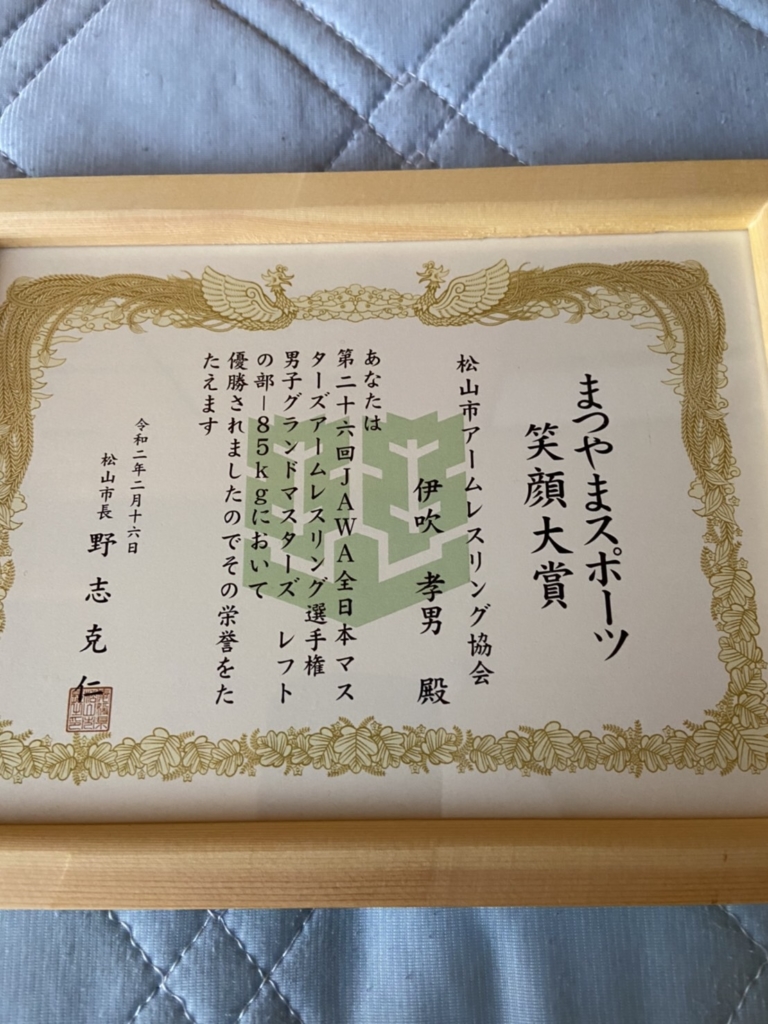 まつやまスポーツ
笑顔大賞
松山市アームレスリング協会
伊吹 孝男 殿
あなたは
第二十六回JAWA全日本マス
ターズアームレスリング選手権
男子グランドマスターズ レフト
の部－85kgにおいて
優勝されましたのでその栄誉をた
たえます
令和二年二月十六日
松山市長 野志克仁